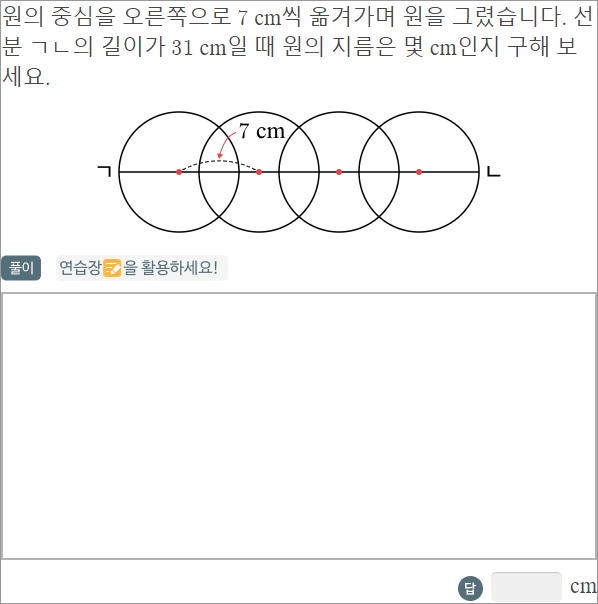 원의 중심을 오른쪽으로 7 cm씩 옮겨가며 원을 그렸습니다. 선
분 ㄱㄴ의 길이가 31 cm일 때 원의 지름은 몇 cm인지 구해 보
세요.
7 cm
ㄱ ㄴ
풀이 연습장을 활용하세요!
답 cm